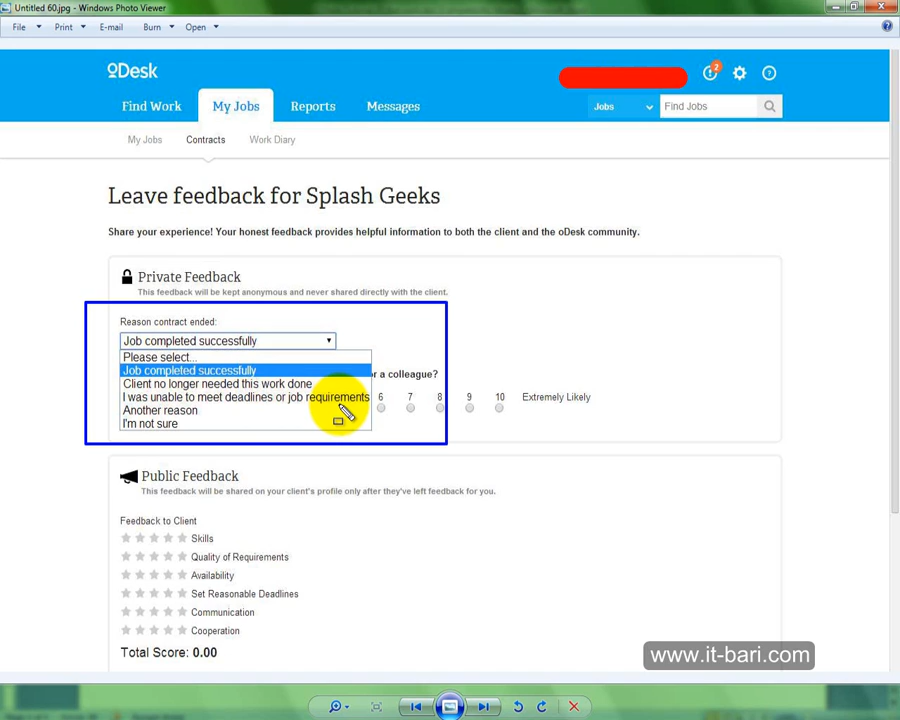 Untitled 60.jpg - Windows Photo Viewer
File Print E-mail Burn Open
oDesk
2
Find Work My Jobs Reports Messages
Jobs Find Jobs
My Jobs Contracts Work Diary
Leave feedback for Splash Geeks
Share your experience! Your honest feedback provides helpful information to both the client and the oDesk community.
Private Feedback
This feedback will be kept anonymous and never shared directly with the client.
Reason contract ended:
Job completed successfully
Please select...
Job completed successfully
or a colleague?
Client no longer needed this work done
I was unable to meet deadlines or job requirements
6 7 8 9 10 Extremely Likely
Another reason
I'm not sure
Public Feedback
This feedback will be shared on your client's profile only after they've left feedback for you.
Feedback to Client
Skills
Quality of Requirements
Availability
Set Reasonable Deadlines
Communication
Cooperation
Total Score: 0.00
www.it-bari.com